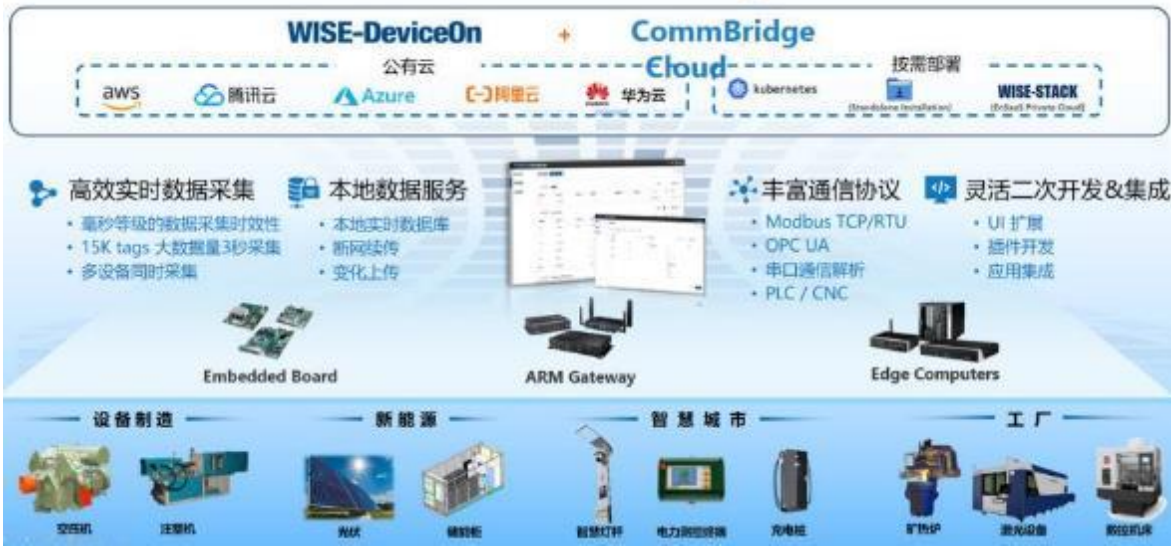 WISE-DeviceOn + CommBridge Cloud
公有云
按需部署
aws 腾讯云 Azure 阿里云 HUAWEI 华为云 kubernetes (Standalone Installation) WISE-STACK
(EnSaaS Private Cloud)
高效实时数据采集
• 毫秒等级的数据采集时效性
• 15K tags 大数据量3秒采集
• 多设备同时采集
本地数据服务
• 本地实时数据库
• 断网续传
• 变化上传
丰富通信协议
• Modbus TCP/RTU
• OPC UA
• 串口通信解析
• PLC / CNC
灵活二次开发&集成
• UI 扩展
• 插件开发
• 应用集成
Embedded Board
ARM Gateway
Edge Computers
设备制造
新能源
智慧城市
工厂
空压机
注塑机
光伏
储能柜
智慧灯杆
电力测控终端
充电桩
矿热炉
激光设备
数控机床